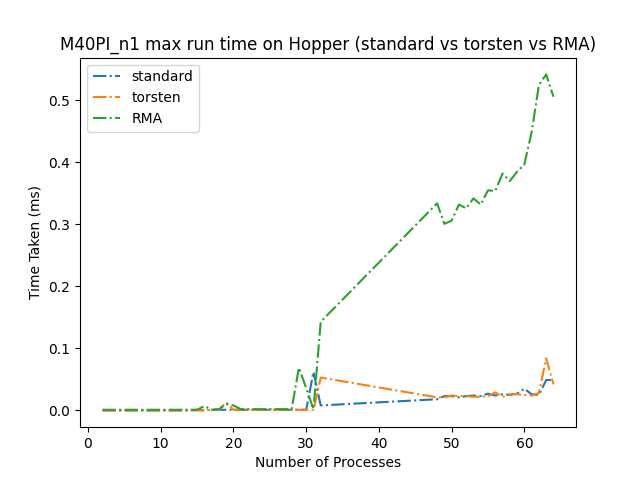 M40PI_n1 max run time on Hopper (standard vs torsten vs RMA)
standard
torsten
RMA
0.5
0.4
0.3
0.2
0.1
0.0
Time Taken (ms)
0 10 20 30 40 50 60
Number of Processes